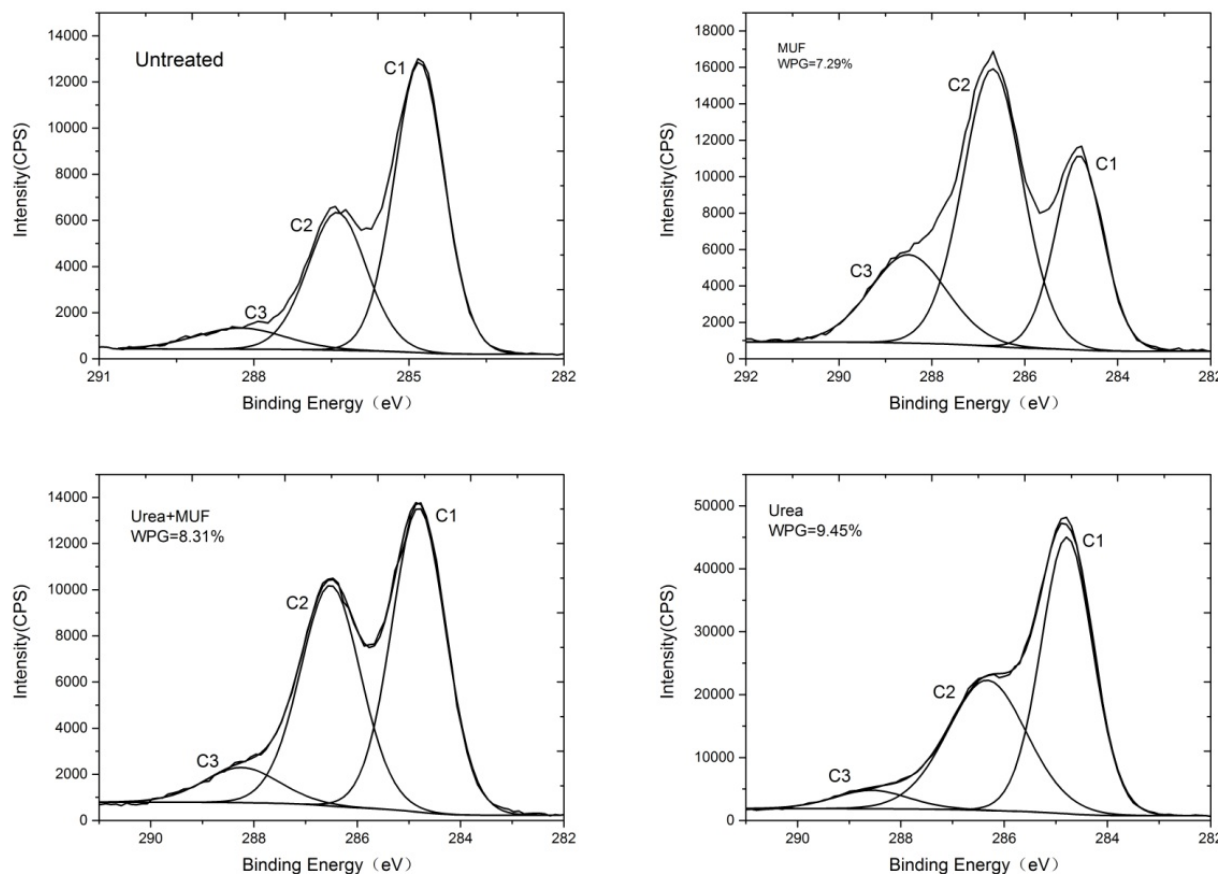 14000
12000
10000
8000
6000
4000
2000
0
Intensity(CPS)
Untreated
C1
C2
C3
291
288
285
282
Binding Energy（eV）
18000
16000
14000
12000
10000
8000
6000
4000
2000
0
Intensity(CPS)
MUF
WPG=7.29%
C2
C1
C3
292
290
288
286
284
282
Binding Energy（eV）
14000
12000
10000
8000
6000
4000
2000
0
Intensity(CPS)
Urea+MUF
WPG=8.31%
C1
C2
C3
290
288
286
284
282
Binding Energy（eV）
50000
40000
30000
20000
10000
0
Intensity(CPS)
Urea
WPG=9.45%
C1
C2
C3
290
288
286
284
282
Binding Energy（eV）